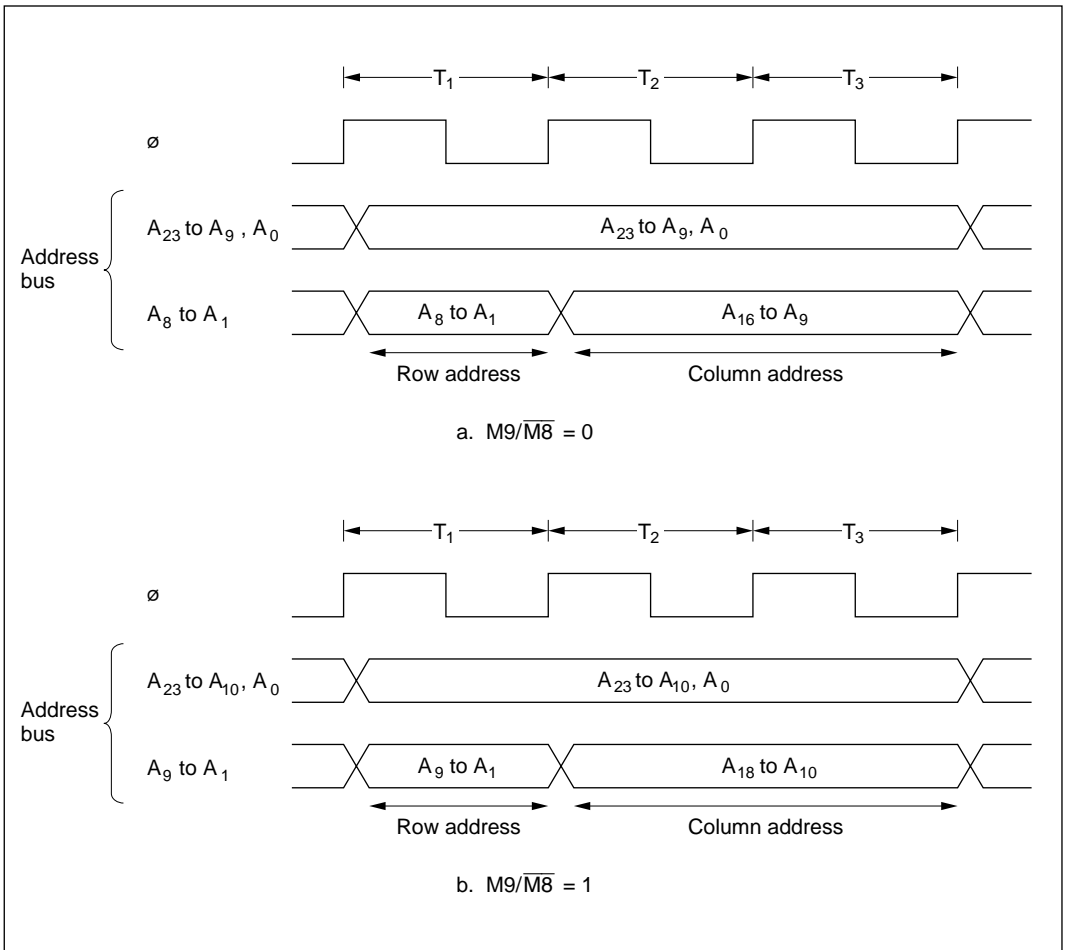 T1 T2 T3
ø
A23 to A9 , A0 A23 to A9, A0
Address
bus
A8 to A1 A8 to A1 A16 to A9
Row address Column address
a. M9/M̅8̅ = 0
T1 T2 T3
ø
A23 to A10, A0 A23 to A10, A0
Address
bus
A9 to A1 A9 to A1 A18 to A10
Row address Column address
b. M9/M̅8̅ = 1